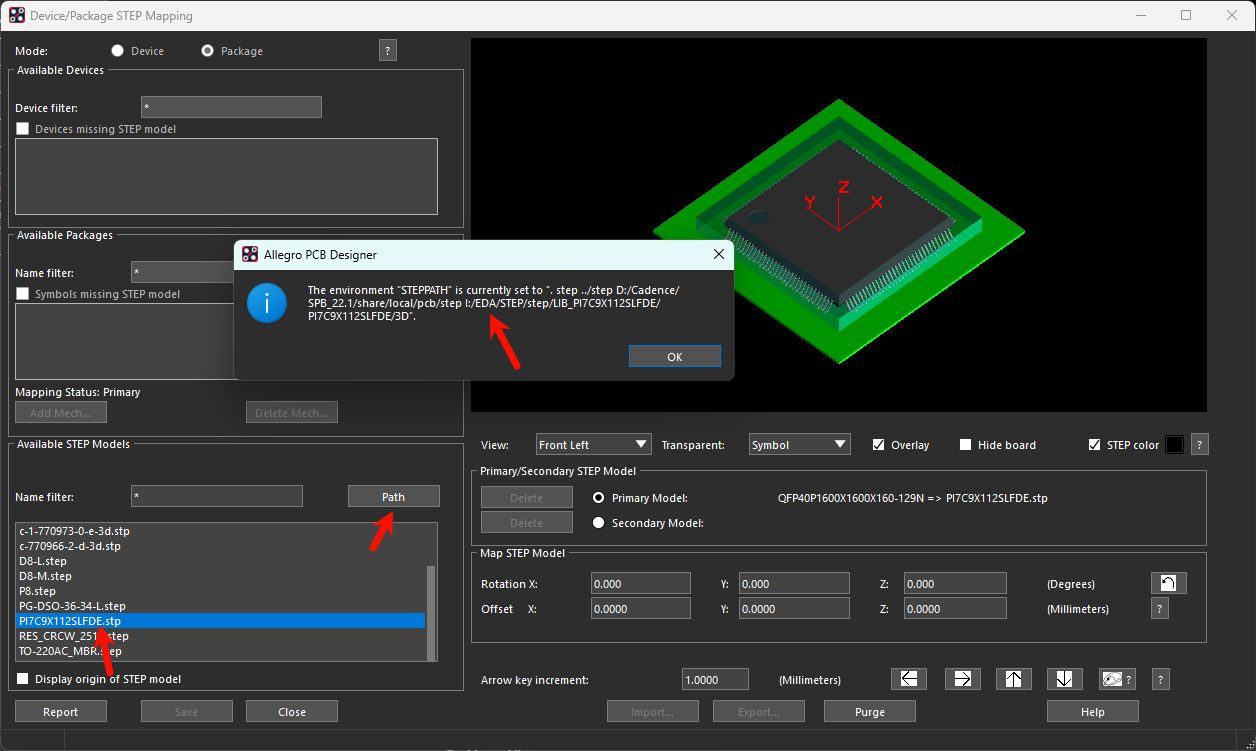 Device/Package STEP Mapping
Mode:
Device
Package
?
Available Devices
Device filter:
*
Devices missing STEP model
Available Packages
Name filter:
*
Symbols missing STEP model
Mapping Status: Primary
Add Mech...
Delete Mech...
Z
Y
X
Allegro PCB Designer
The environment "STEPPATH" is currently set to ". step ../step D:/Cadence/
SPB_22.1/share/local/pcb/step I:/EDA/STEP/step/LIB_PI7C9X112SLFDE/
PI7C9X112SLFDE/3D".
OK
Available STEP Models
Name filter:
*
Path
c-1-770973-0-e-3d.stp
c-770966-2-d-3d.stp
D8-L.step
D8-M.step
P8.step
PG-DSO-36-34-L.step
PI7C9X112SLFDE.stp
TO-220AC_MBR.step
Display origin of STEP model
Report
Save
Close
View:
Front Left
Transparent:
Symbol
Overlay
Hide board
STEP color
?
Primary/Secondary STEP Model
Delete
Primary Model:
QFP40P1600X1600X160-129N => PI7C9X112SLFDE.stp
Delete
Secondary Model:
Map STEP Model
Rotation X:
0.000
Y:
0.000
Z:
0.000
(Degrees)
Offset X:
0.0000
Y:
0.0000
Z:
0.0000
(Millimeters)
?
Arrow key increment:
1.0000
(Millimeters)
?
?
Import...
Export...
Purge
Help